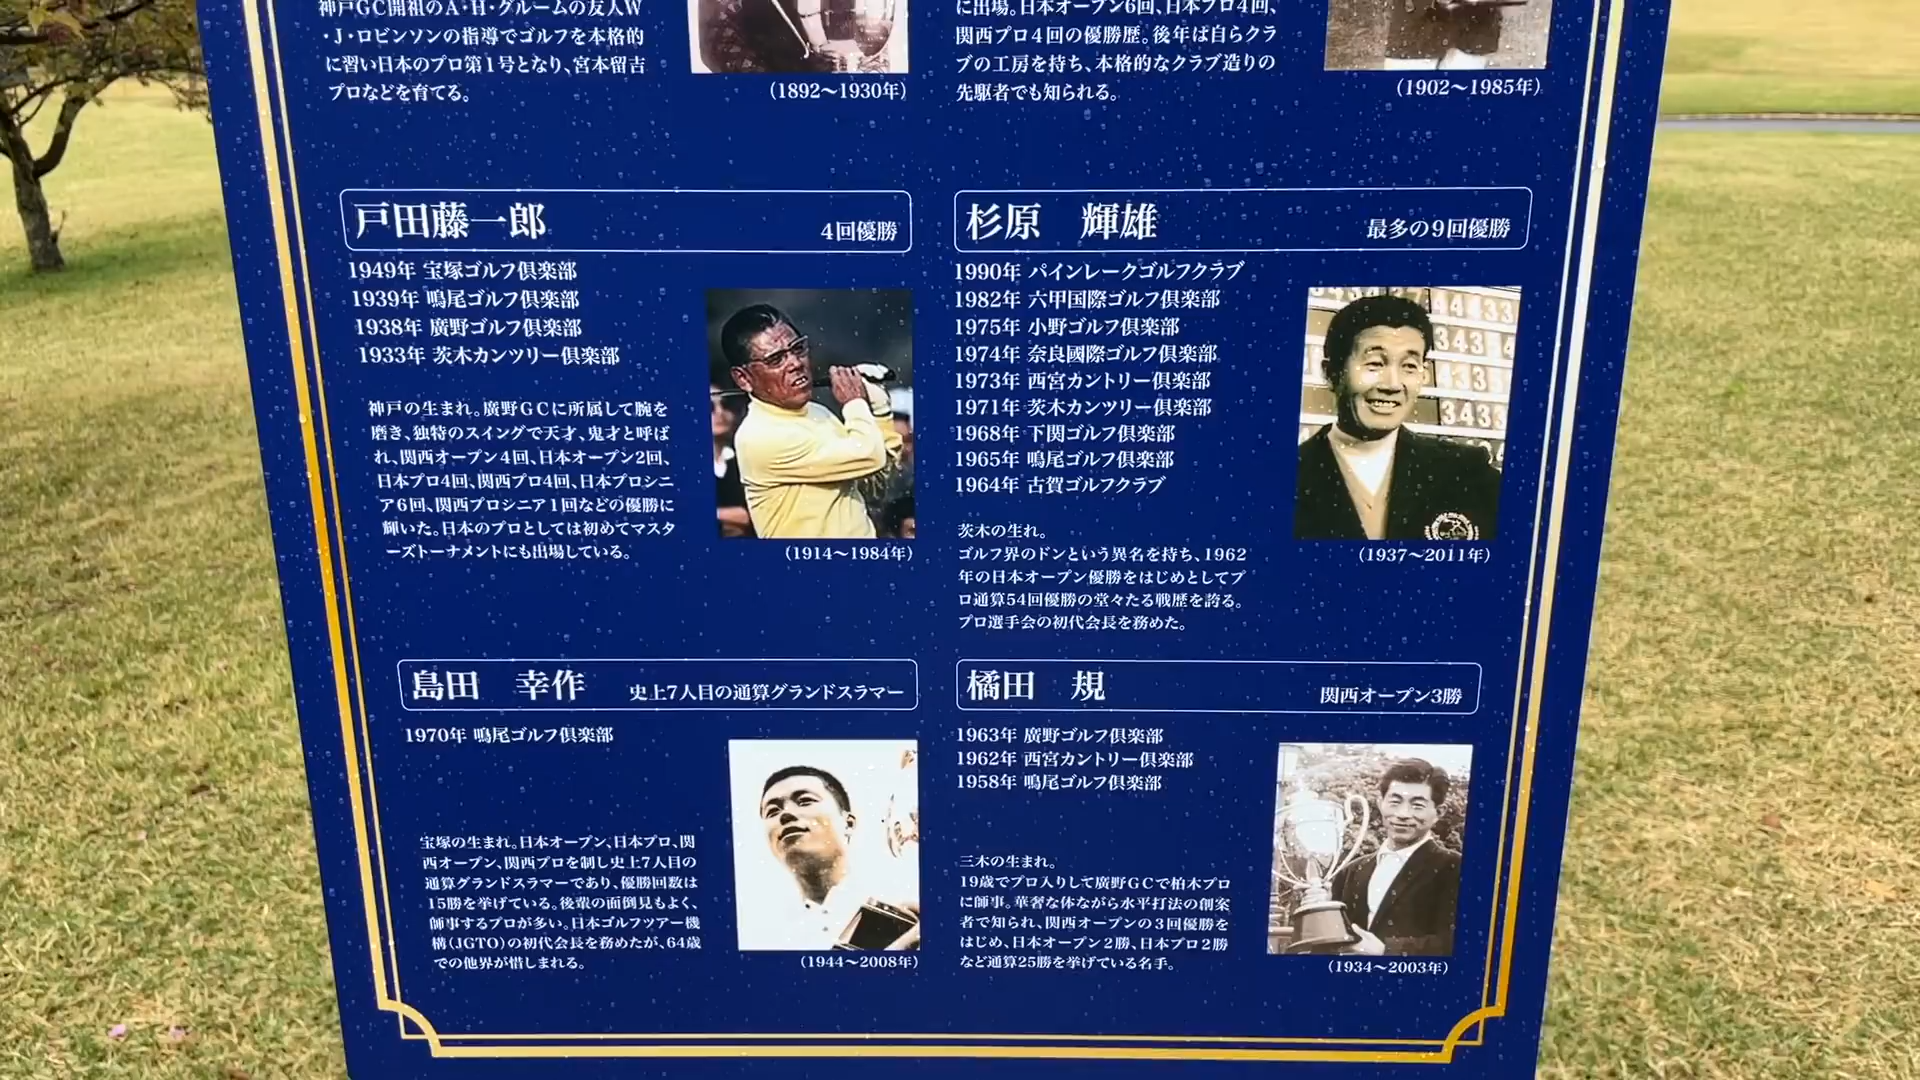 神戸GC開祖のA・H・グルームの友人W
・J・ロビンソンの指導でゴルフを本格的
に習い日本のプロ第1号となり、宮本留吉
プロなどを育てる。
(1892〜1930年)
に出場。日本オープン6回、日本プロ4回、
関西プロ4回の優勝歴。後年は自らクラ
ブの工房を持ち、本格的なクラブ造りの
先駆者でも知られる。
(1902〜1985年)
戸田藤一郎 4回優勝
1949年 宝塚ゴルフ倶楽部
1939年 鳴尾ゴルフ倶楽部
1938年 廣野ゴルフ倶楽部
1933年 茨木カンツリー倶楽部
神戸の生まれ。廣野GCに所属して腕を
磨き、独特のスイングで天才、鬼才と呼ば
れ、関西オープン4回、日本オープン2回、
日本プロ4回、関西プロ4回、日本プロシニ
ア6回、関西プロシニア1回などの優勝に
輝いた。日本のプロとしては初めてマスタ
ーズトーナメントにも出場している。
(1914〜1984年)
杉原 輝雄 最多の9回優勝
1990年 パインレークゴルフクラブ
1982年 六甲国際ゴルフ倶楽部
1975年 小野ゴルフ倶楽部
1974年 奈良國際ゴルフ倶楽部
1973年 西宮カントリー倶楽部
1971年 茨木カンツリー倶楽部
1968年 下関ゴルフ倶楽部
1965年 鳴尾ゴルフ倶楽部
1964年 古賀ゴルフクラブ
茨木の生れ。
ゴルフ界のドンという異名を持ち、1962
年の日本オープン優勝をはじめとしてプ
ロ通算54回優勝の堂々たる戦歴を誇る。
プロ選手会の初代会長を務めた。
(1937〜2011年)
島田 幸作 史上7人目の通算グランドスラマー
1970年 鳴尾ゴルフ倶楽部
宝塚の生まれ。日本オープン、日本プロ、関
西オープン、関西プロを制し史上7人目の
通算グランドスラマーであり、優勝回数は
15勝を挙げている。後輩の面倒見もよく、
師事するプロが多い。日本ゴルフツアー機
構(JGTO)の初代会長を務めたが、64歳
での他界が惜しまれる。
(1944〜2008年)
橘田 規 関西オープン3勝
1963年 廣野ゴルフ倶楽部
1962年 西宮カントリー倶楽部
1958年 鳴尾ゴルフ倶楽部
三木の生まれ。
19歳でプロ入りして廣野GCで柏木プロ
に師事。華奢な体ながら水平打法の創案
者で知られ、関西オープンの3回優勝を
はじめ、日本オープン2勝、日本プロ2勝
など通算25勝を挙げている名手。
(1934〜2003年)